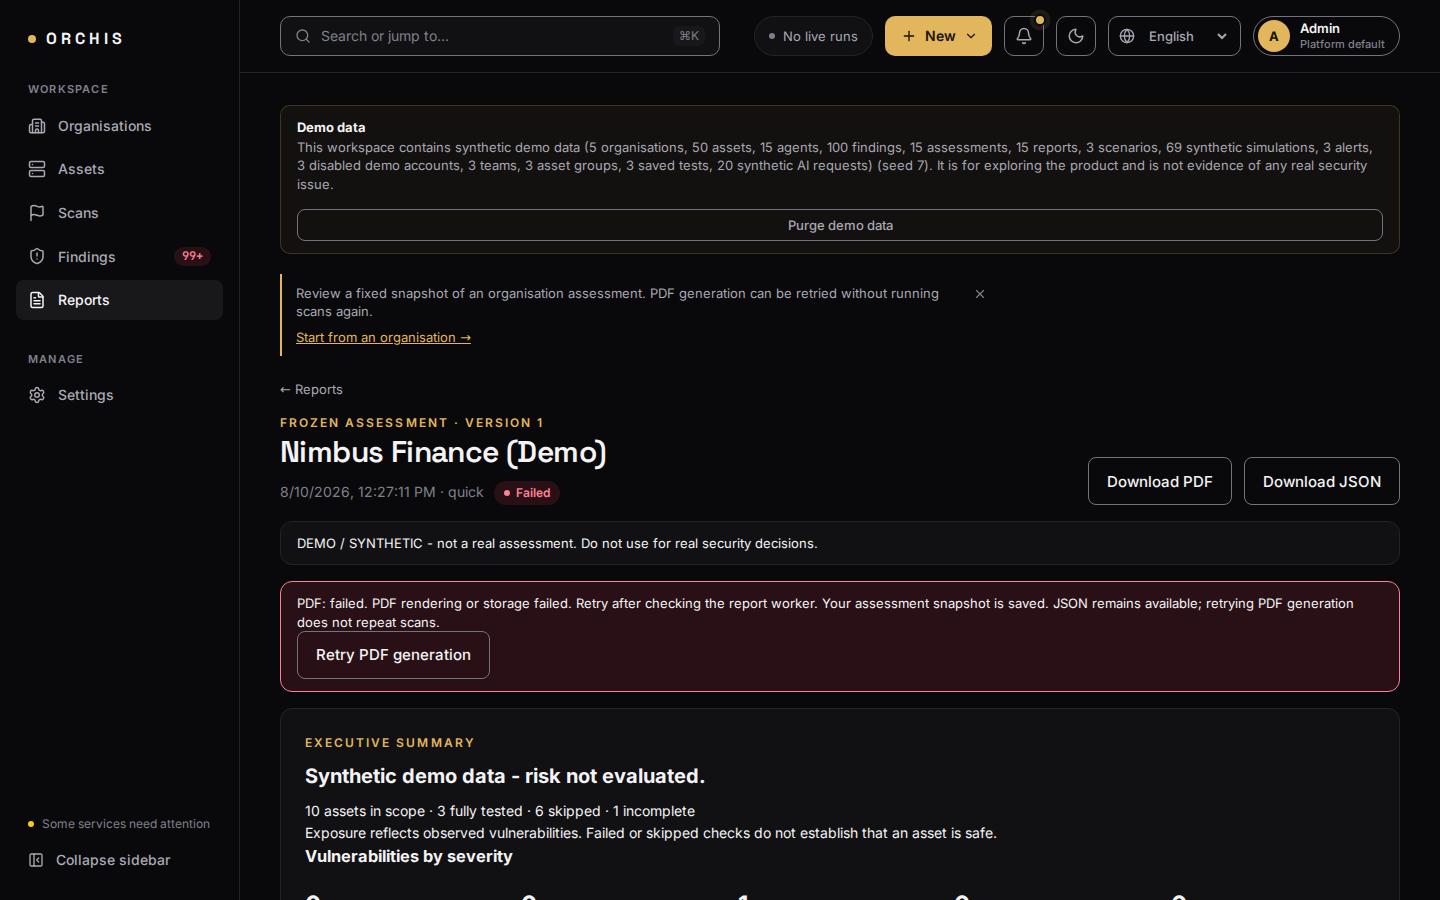 ORCHIS
Search or jump to...
⌘K
No live runs
New
English
A
Admin
Platform default
WORKSPACE
Organisations
Assets
Scans
Findings
99+
Reports
MANAGE
Settings
Some services need attention
Collapse sidebar
Demo data
This workspace contains synthetic demo data (5 organisations, 50 assets, 15 agents, 100 findings, 15 assessments, 15 reports, 3 scenarios, 69 synthetic simulations, 3 alerts,
3 disabled demo accounts, 3 teams, 3 asset groups, 3 saved tests, 20 synthetic AI requests) (seed 7). It is for exploring the product and is not evidence of any real security
issue.
Purge demo data
Review a fixed snapshot of an organisation assessment. PDF generation can be retried without running
scans again.
Start from an organisation →
← Reports
FROZEN ASSESSMENT · VERSION 1
Nimbus Finance (Demo)
8/10/2026, 12:27:11 PM · quick
Failed
Download PDF
Download JSON
DEMO / SYNTHETIC - not a real assessment. Do not use for real security decisions.
PDF: failed. PDF rendering or storage failed. Retry after checking the report worker. Your assessment snapshot is saved. JSON remains available; retrying PDF generation
does not repeat scans.
Retry PDF generation
EXECUTIVE SUMMARY
Synthetic demo data - risk not evaluated.
10 assets in scope · 3 fully tested · 6 skipped · 1 incomplete
Exposure reflects observed vulnerabilities. Failed or skipped checks do not establish that an asset is safe.
Vulnerabilities by severity